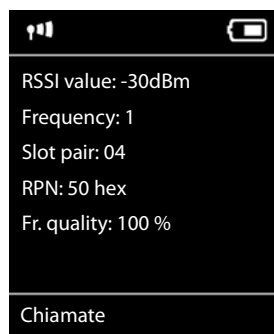 RSSI value: -30dBm
Frequency: 1
Slot pair: 04
RPN: 50 hex
Fr. quality: 100 %
Chiamate